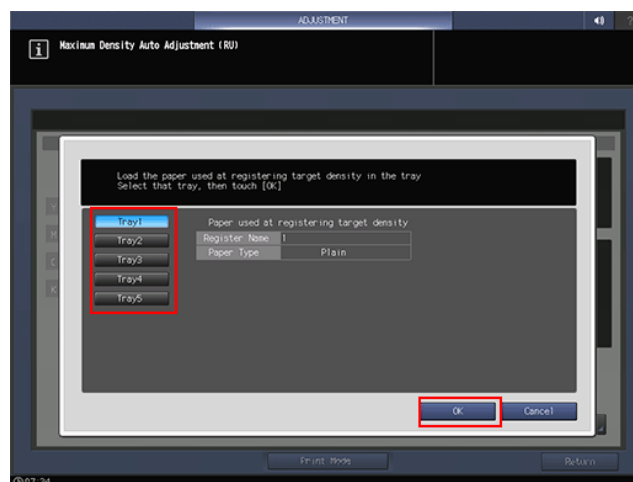 ADJUSTMENT
?
i
Maximum Density Auto Adjustment (RU)
Load the paper used at registering target density in the tray
Select that tray, then touch [OK]
Y
M
C
K
Tray1
Tray2
Tray3
Tray4
Tray5
Paper used at registering target density
Register Name 1
Paper Type Plain
OK
Cancel
Print Mode
Return
07:34